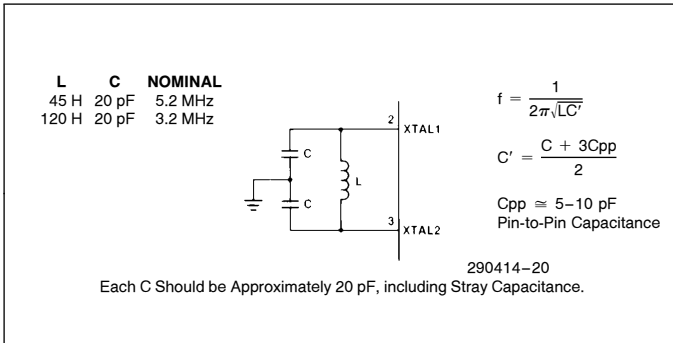 L C NOMINAL
45 H 20 pF 5.2 MHz
120 H 20 pF 3.2 MHz
2 XTAL1
C
L
C
3 XTAL2
f = 1 / 2π√LC′
C′ = C + 3Cpp / 2
Cpp ≅ 5–10 pF
Pin-to-Pin Capacitance
290414–20
Each C Should be Approximately 20 pF, including Stray Capacitance.